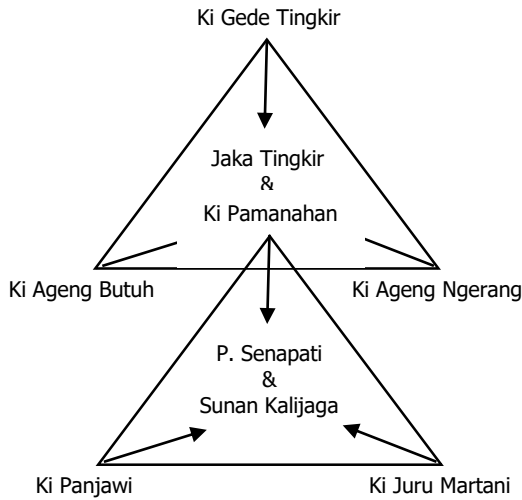 Ki Gede Tingkir
Jaka Tingkir
&
Ki Pamanahan
Ki Ageng Butuh
Ki Ageng Ngerang
P. Senapati
&
Sunan Kalijaga
Ki Panjawi
Ki Juru Martani